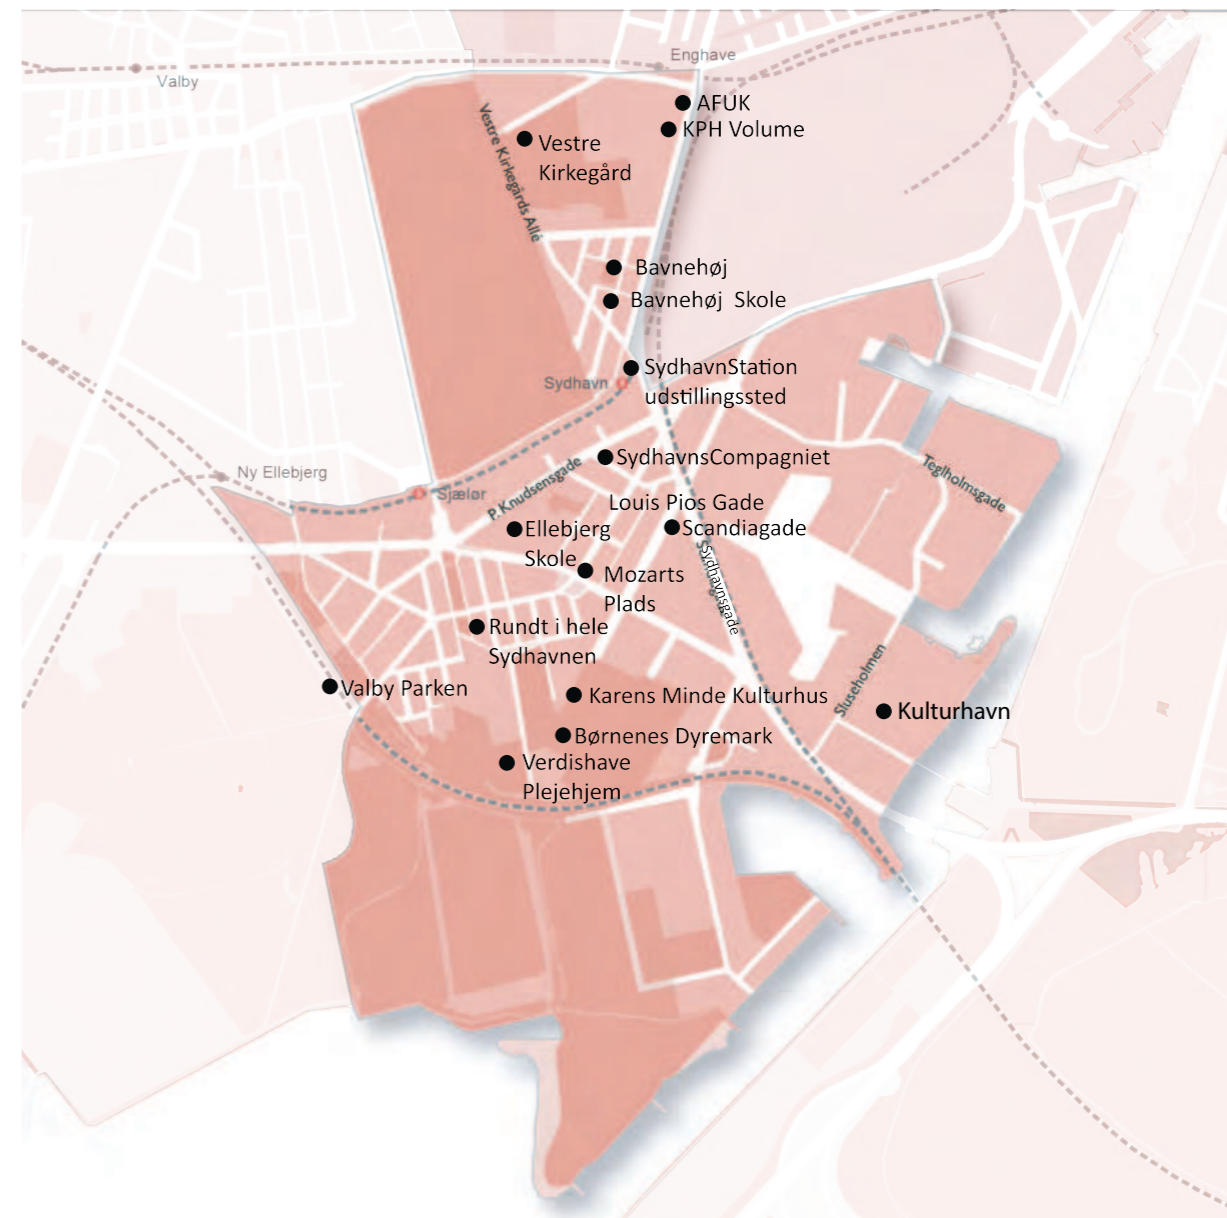 Enghave
Valby
AFUK
KPH Volume
Vestre
Kirkegård
Vestre Kirkegårds Allé
Bavnehøj
Bavnehøj Skole
SydhavnStation
udstillingssted
Sydhavn
SydhavnsCompagniet
Ny Ellebjerg
Sjælør
P. Knudsensgade
Teglholmsgade
Louis Pios Gade
Scandiagade
Ellebjerg
Skole
Mozarts
Plads
Sydhavnsgade
Rundt i hele
Sydhavnen
Valby Parken
Karens Minde Kulturhus
Sluseholmen
Kulturhavn
Børnenes Dyremark
Verdishave
Plejehjem